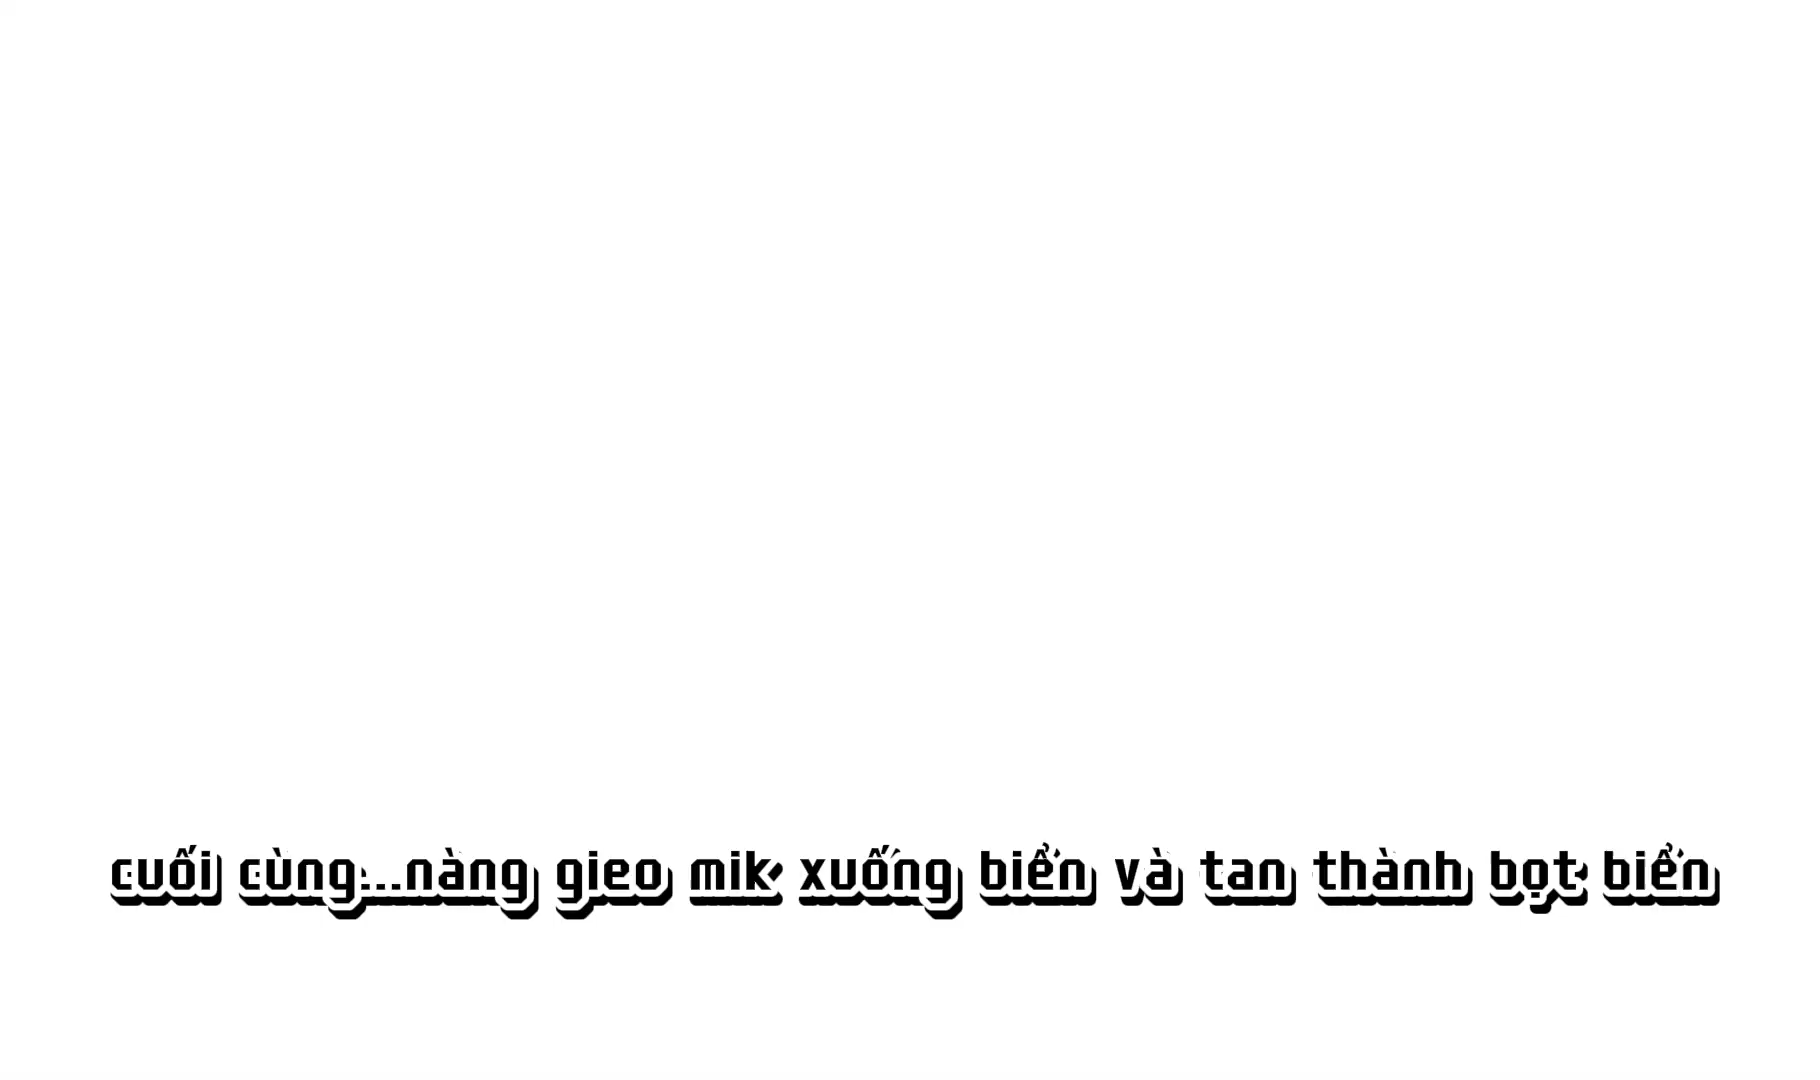 cuối cùng...nàng gieo mik xuống biển và tan thành bọt biển